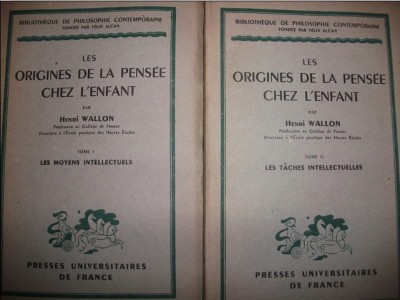 BIBLIOTHÈQUE DE PHILOSOPHIE CONTEMPORAINE
FONDÉE PAR FÉLIX ALCAN
LES
ORIGINES DE LA PENSÉE
CHEZ L'ENFANT
PAR
HENRI WALLON
Professeur au Collège de France
Directeur à l'École pratique des Hautes Études
TOME I
LES MOYENS INTELLECTUELS
PRESSES UNIVERSITAIRES
DE FRANCE
BIBLIOTHÈQUE DE PHILOSOPHIE CONTEMPORAINE
FONDÉE PAR FÉLIX ALCAN
LES
ORIGINES DE LA PENSÉE
CHEZ L'ENFANT
PAR
HENRI WALLON
Professeur au Collège de France
Directeur à l'École pratique des Hautes Études
TOME II
LES TÂCHES INTELLECTUELLES
PRESSES UNIVERSITAIRES
DE FRANCE